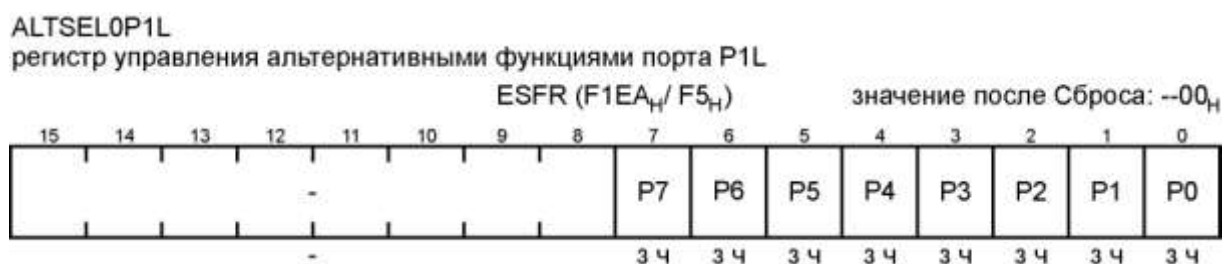 ALTSEL0P1L
регистр управления альтернативными функциями порта P1L
ESFR (F1EAH/ F5H) значение после Сброса: --00H
15 14 13 12 11 10 9 8 7 6 5 4 3 2 1 0
- P7 P6 P5 P4 P3 P2 P1 P0
- з ч з ч з ч з ч з ч з ч з ч з ч